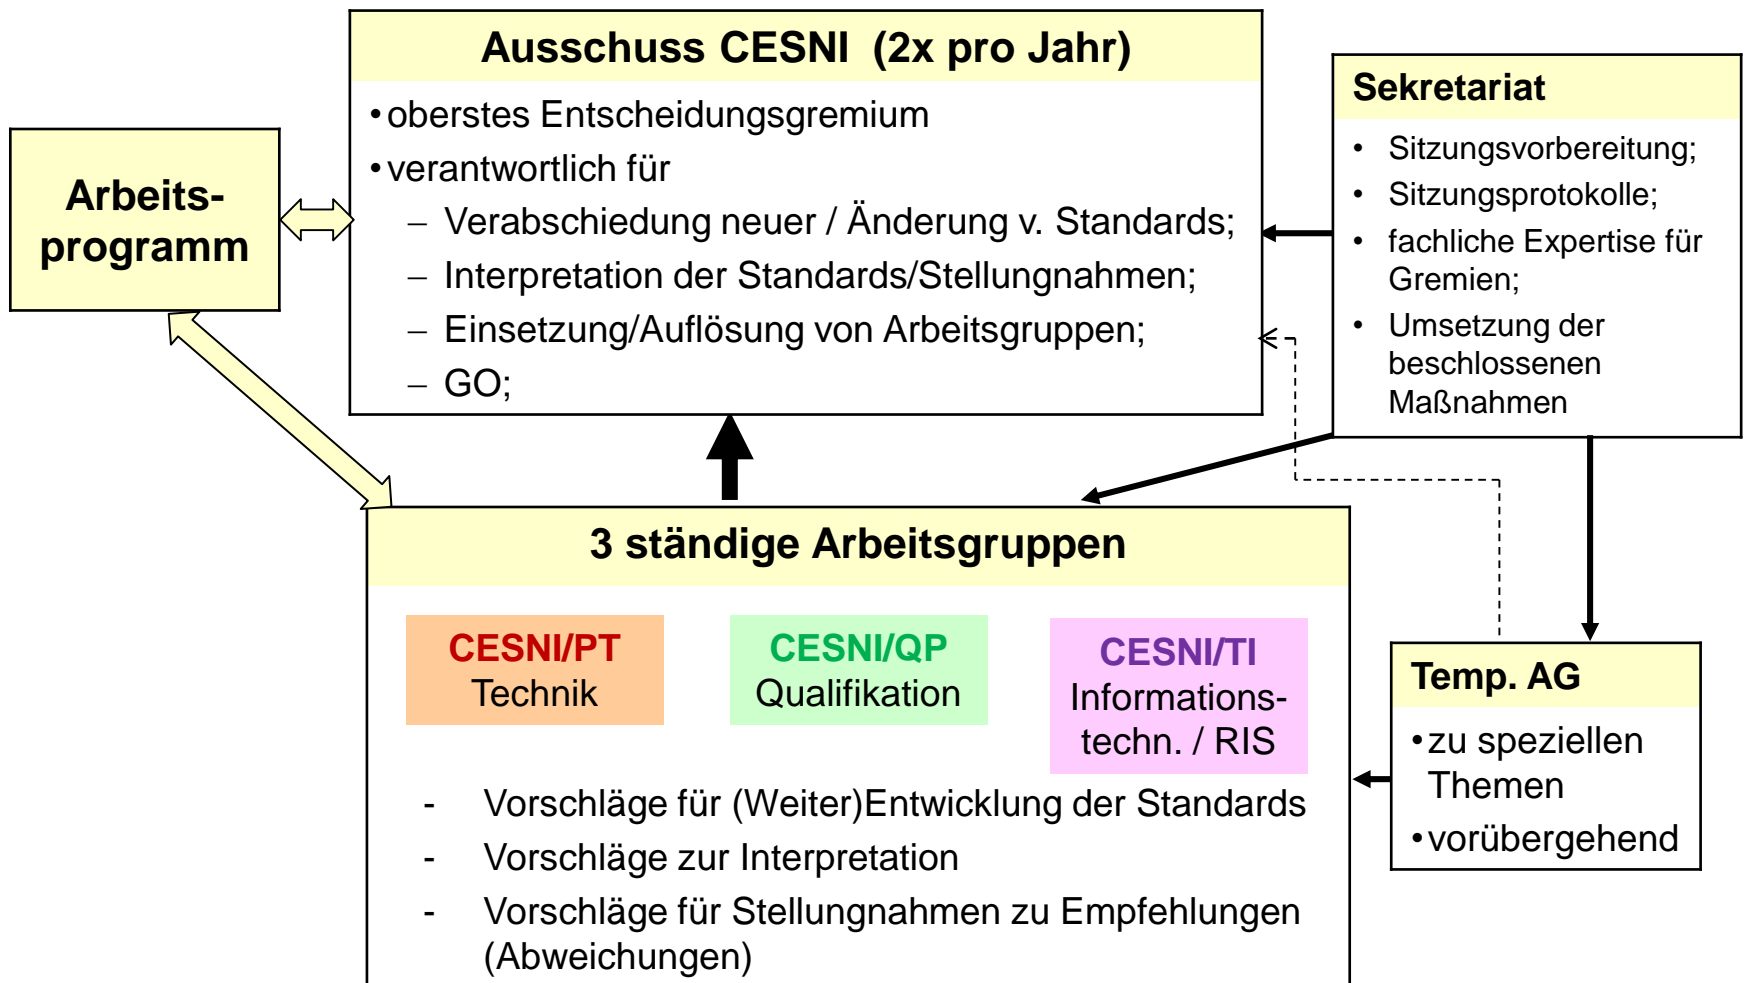 Ausschuss CESNI (2x pro Jahr)
• oberstes Entscheidungsgremium
• verantwortlich für
– Verabschiedung neuer / Änderung v. Standards;
– Interpretation der Standards/Stellungnahmen;
– Einsetzung/Auflösung von Arbeitsgruppen;
– GO;
Arbeits-
programm
Sekretariat
• Sitzungsvorbereitung;
• Sitzungsprotokolle;
• fachliche Expertise für
Gremien;
• Umsetzung der
beschlossenen
Maßnahmen
3 ständige Arbeitsgruppen
CESNI/PT
Technik
CESNI/QP
Qualifikation
CESNI/TI
Informations-
techn. / RIS
- Vorschläge für (Weiter)Entwicklung der Standards
- Vorschläge zur Interpretation
- Vorschläge für Stellungnahmen zu Empfehlungen
(Abweichungen)
Temp. AG
• zu speziellen
Themen
• vorübergehend